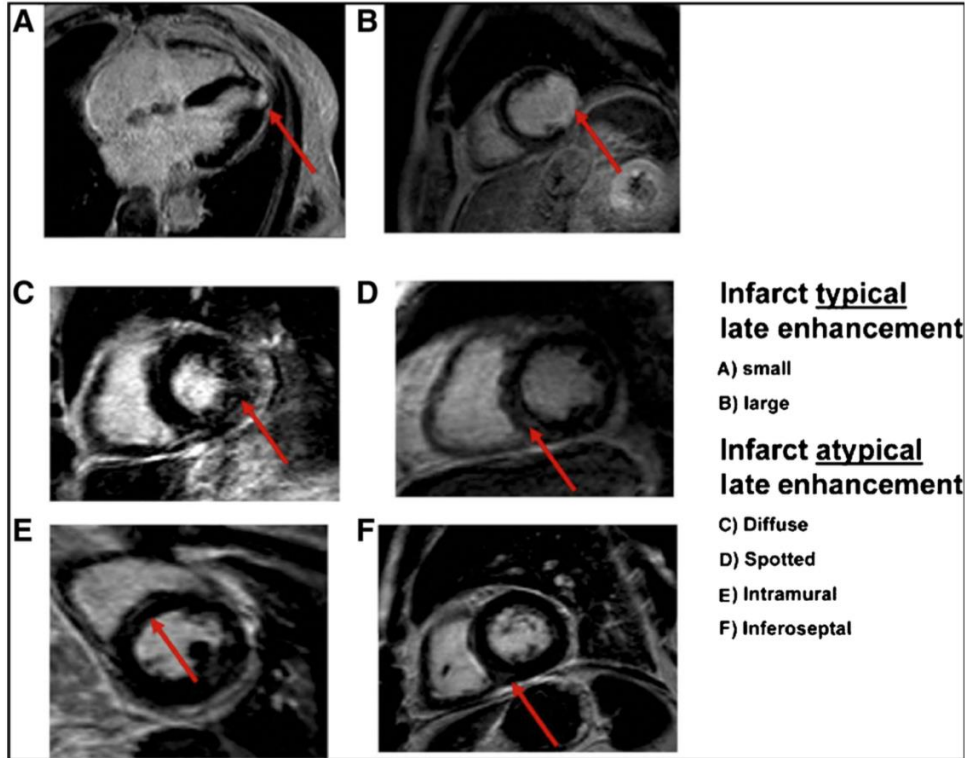 A
B
C
D
E
F
Infarct typical
late enhancement
A) small
B) large
Infarct atypical
late enhancement
C) Diffuse
D) Spotted
E) Intramural
F) Inferoseptal